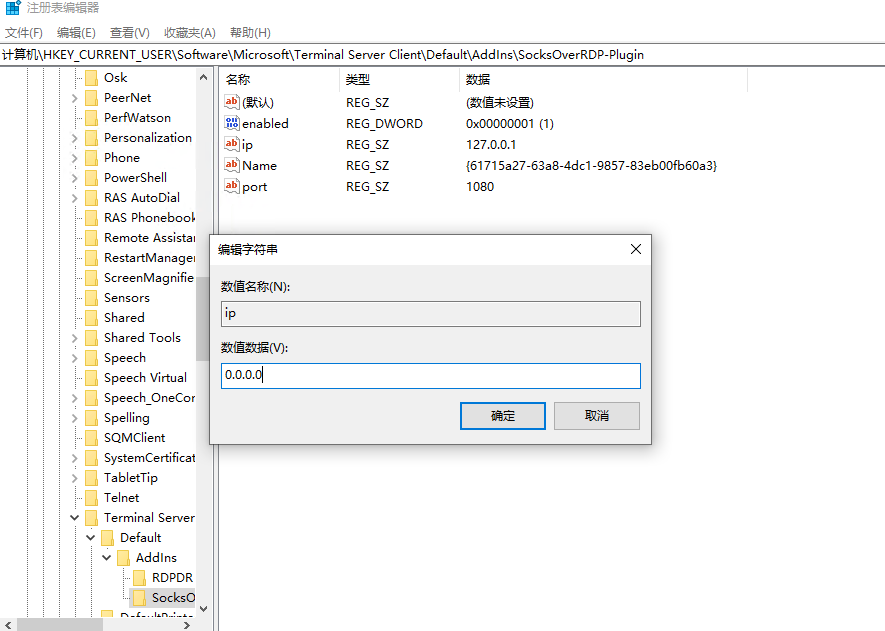 注册表编辑器
文件(F) 编辑(E) 查看(V) 收藏夹(A) 帮助(H)
计算机\HKEY_CURRENT_USER\Software\Microsoft\Terminal Server Client\Default\AddIns\SocksOverRDP-Plugin
Osk
PeerNet
PerfWatson
Personalization
Phone
PowerShell
RAS AutoDial
RAS Phonebook
Remote Assistar
RestartManager
ScreenMagnifie
Sensors
Shared
Shared Tools
Speech
Speech Virtual
Speech_OneCor
Spelling
SQMClient
SystemCertificat
TabletTip
Telnet
Terminal Server
Default
AddIns
RDPDR
SocksO
名称 类型 数据
(默认) REG_SZ (数值未设置)
enabled REG_DWORD 0x00000001 (1)
ip REG_SZ 127.0.0.1
Name REG_SZ {61715a27-63a8-4dc1-9857-83eb00fb60a3}
port REG_SZ 1080
编辑字符串
数值名称(N):
ip
数值数据(V):
0.0.0.0
确定 取消